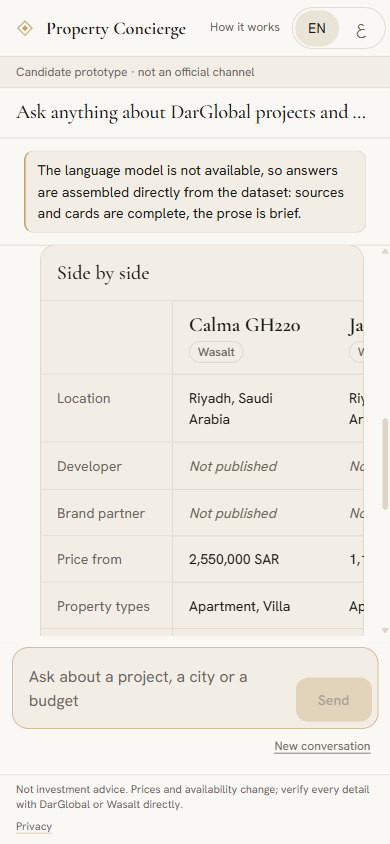 Property Concierge How it works EN ع
Candidate prototype · not an official channel
Ask anything about DarGlobal projects and ...
The language model is not available, so answers
are assembled directly from the dataset: sources
and cards are complete, the prose is brief.
Side by side
Calma GH220
Wasalt
Location Riyadh, Saudi
Arabia
Developer Not published
Brand partner Not published
Price from 2,550,000 SAR
Property types Apartment, Villa
Ask about a project, a city or a
budget
Send
New conversation
Not investment advice. Prices and availability change; verify every detail
with DarGlobal or Wasalt directly.
Privacy